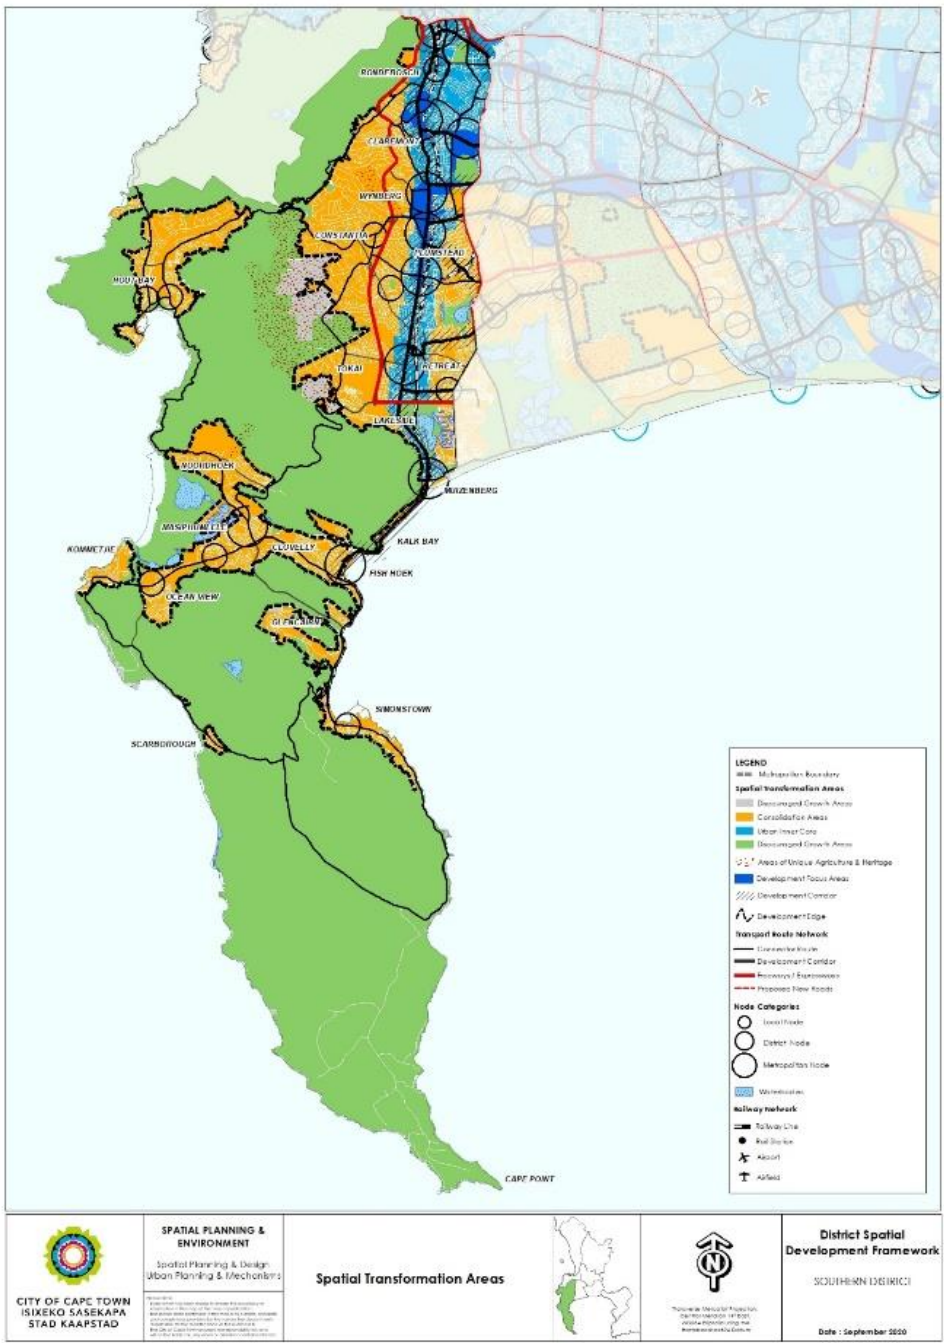 RONDEBOSCH
CLAREMONT
WYNBERG
CONSTANTIA
PLUMSTEAD
HOUT BAY
TOKAI
RETREAT
LAKESIDE
NOORDHOEK
MUIZENBERG
MASIPHUMELELE
KALK BAY
KOMMETJIE
CLOVELLY
FISH HOEK
OCEAN VIEW
GLENCAIRN
SIMONSTOWN
SCARBOROUGH
CAPE POINT
LEGEND
Metropolitan Boundary
Spatial Transformation Areas
Discouraged Growth Areas
Consolidation Areas
Urban Inner Core
Discouraged Growth Areas
Areas of Unique Agriculture & Heritage
Development Focus Areas
Development Corridor
Development Edge
Transport Route Network
Connector Route
Development Corridor
Freeways / Expressways
Proposed New Roads
Node Categories
Local Node
District Node
Metropolitan Node
Waterbodies
Railway Network
Railway Line
Rail Station
Airport
Airfield
CITY OF CAPE TOWN
ISIXEKO SASEKAPA
STAD KAAPSTAD
SPATIAL PLANNING &
ENVIRONMENT
Spatial Planning & Design
Urban Planning & Mechanisms
Spatial Transformation Areas
N
District Spatial
Development Framework
SOUTHERN DISTRICT
Date : September 2020